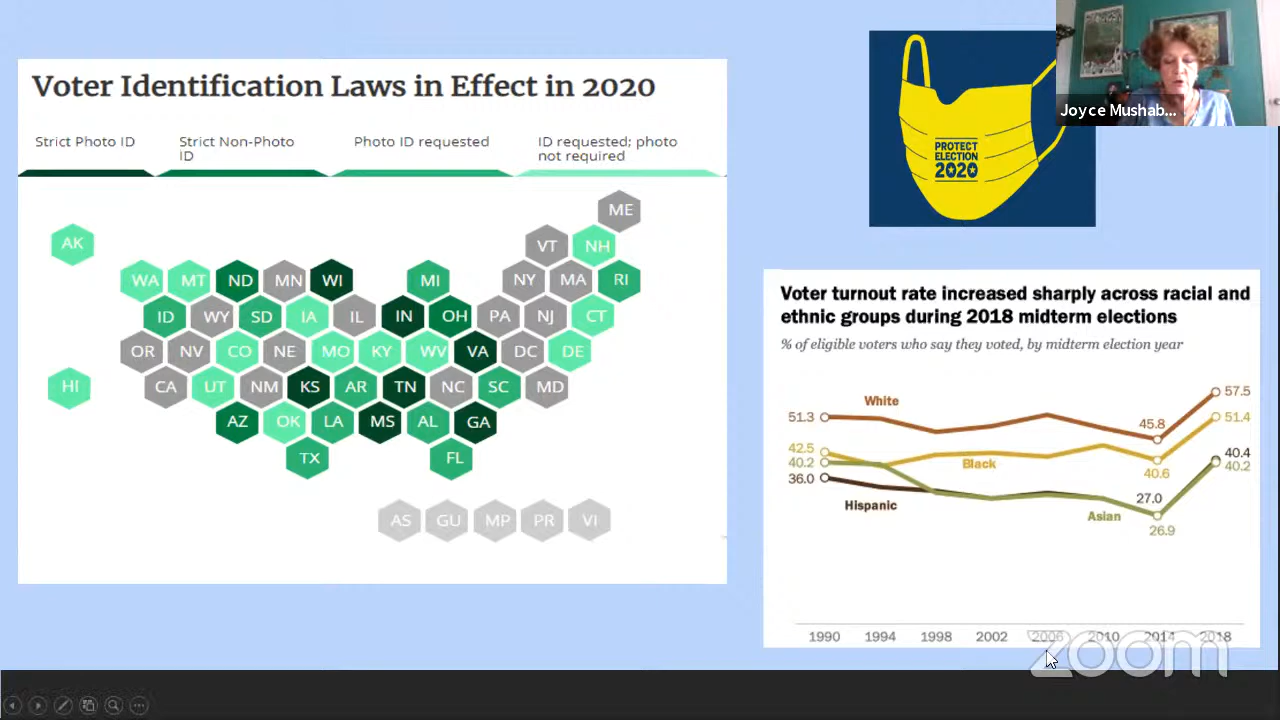 Voter Identification Laws in Effect in 2020
Strict Photo ID
Strict Non-Photo
ID
Photo ID requested
ID requested; photo
not required
ME
AK
VT NH
WA MT ND MN WI MI NY MA RI
ID WY SD IA IL IN OH PA NJ CT
OR NV CO NE MO KY WV VA DC DE
HI CA UT NM KS AR TN NC SC MD
AZ OK LA MS AL GA
TX FL
AS GU MP PR VI
PROTECT
ELECTION
2020
Joyce Mushab...
Voter turnout rate increased sharply across racial and
ethnic groups during 2018 midterm elections
% of eligible voters who say they voted, by midterm election year
57.5
White
51.3 45.8 51.4
42.5
40.2 Black 40.6 40.4
40.2
36.0
Hispanic 27.0
Asian
26.9
1990 1994 1998 2002 2006 2010 2014 2018
zoom